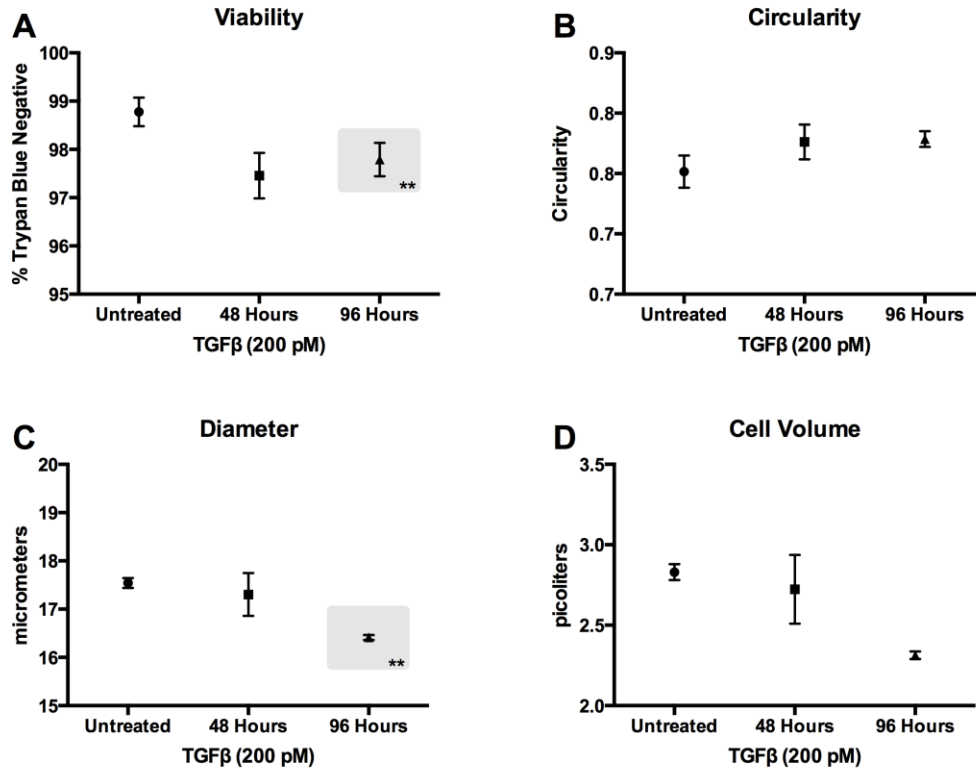 A
Viability
% Trypan Blue Negative
100
99
98
97
96
95
**
Untreated
48 Hours
96 Hours
TGFβ (200 pM)
B
Circularity
Circularity
0.9
0.8
0.8
0.7
0.7
Untreated
48 Hours
96 Hours
TGFβ (200 pM)
C
Diameter
micrometers
20
19
18
17
16
15
**
Untreated
48 Hours
96 Hours
TGFβ (200 pM)
D
Cell Volume
picoliters
3.5
3.0
2.5
2.0
Untreated
48 Hours
96 Hours
TGFβ (200 pM)